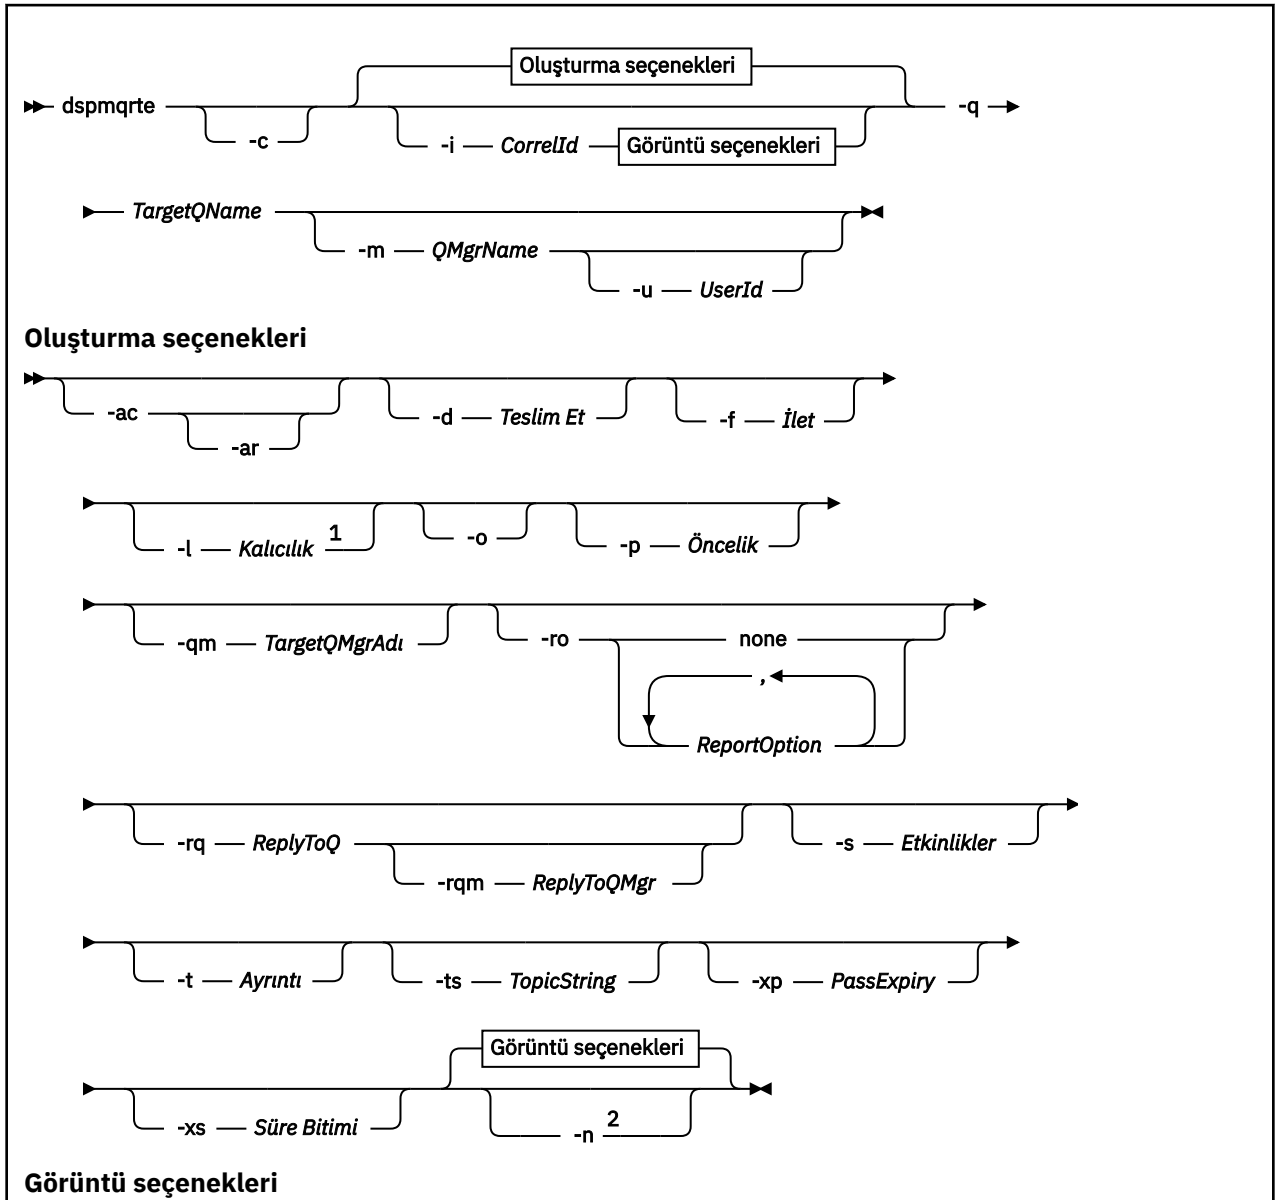 Oluşturma seçenekleri
dspmqrte -q
-c -i CorrelId Görüntü seçenekleri
TargetQName
-m QMgrName
-u UserId
Oluşturma seçenekleri
-ac -d Teslim Et -f İlet
-ar
-l Kalıcılık 1 -o -p Öncelik
-qm TargetQMgrAdı -ro none
,
ReportOption
-rq ReplyToQ -s Etkinlikler
-rqm ReplyToQMgr
-t Ayrıntı -ts TopicString -xp PassExpiry
Görüntü seçenekleri
-xs Süre Bitimi -n 2
Görüntü seçenekleri